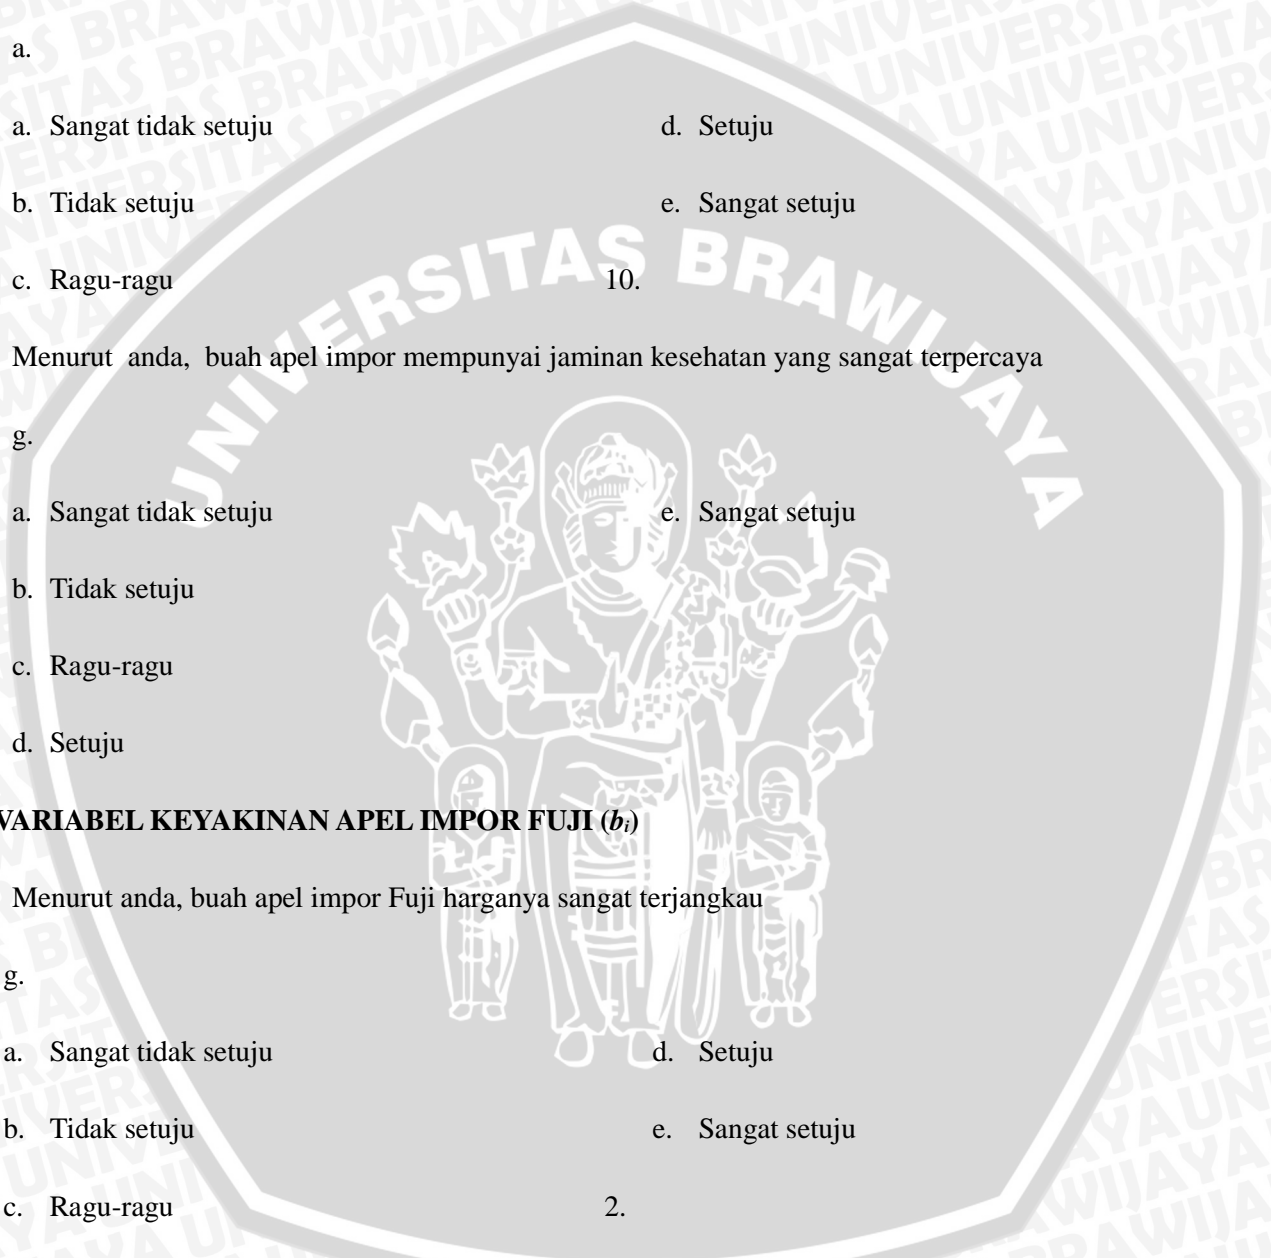 a.
a. Sangat tidak setuju d. Setuju
b. Tidak setuju e. Sangat setuju
c. Ragu-ragu 10.
Menurut anda, buah apel impor mempunyai jaminan kesehatan yang sangat terpercaya
g.
a. Sangat tidak setuju e. Sangat setuju
b. Tidak setuju
c. Ragu-ragu
d. Setuju
VARIABEL KEYAKINAN APEL IMPOR FUJI (bi)
Menurut anda, buah apel impor Fuji harganya sangat terjangkau
g.
a. Sangat tidak setuju d. Setuju
b. Tidak setuju e. Sangat setuju
c. Ragu-ragu 2.
UNIVERSITAS BRAWIJAYA